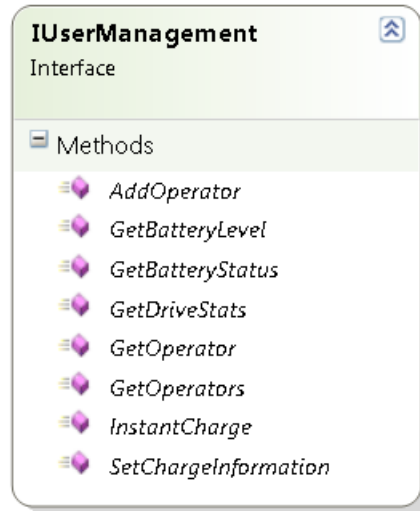 IUserManagement
Interface
Methods
AddOperator
GetBatteryLevel
GetBatteryStatus
GetDriveStats
GetOperator
GetOperators
InstantCharge
SetChargeInformation